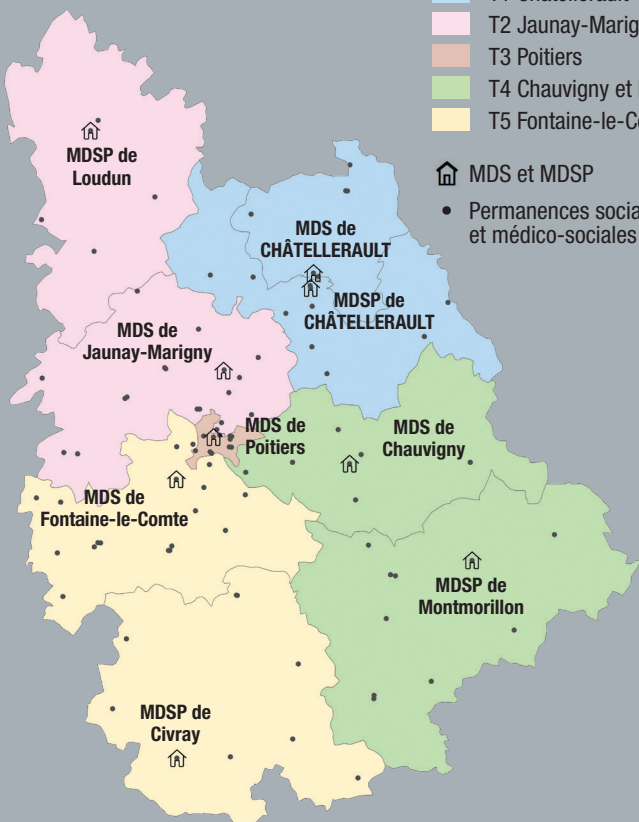 T2 Jaunay-Marig
T3 Poitiers
T4 Chauvigny et
T5 Fontaine-le-Co
MDS et MDSP
• Permanences socia
et médico-sociales
MDSP de
Loudun
MDS de
CHÂTELLERAULT
MDSP de
CHÂTELLERAULT
MDS de
Jaunay-Marigny
MDS de
Poitiers
MDS de
Chauvigny
MDS de
Fontaine-le-Comte
MDSP de
Montmorillon
MDSP de
Civray